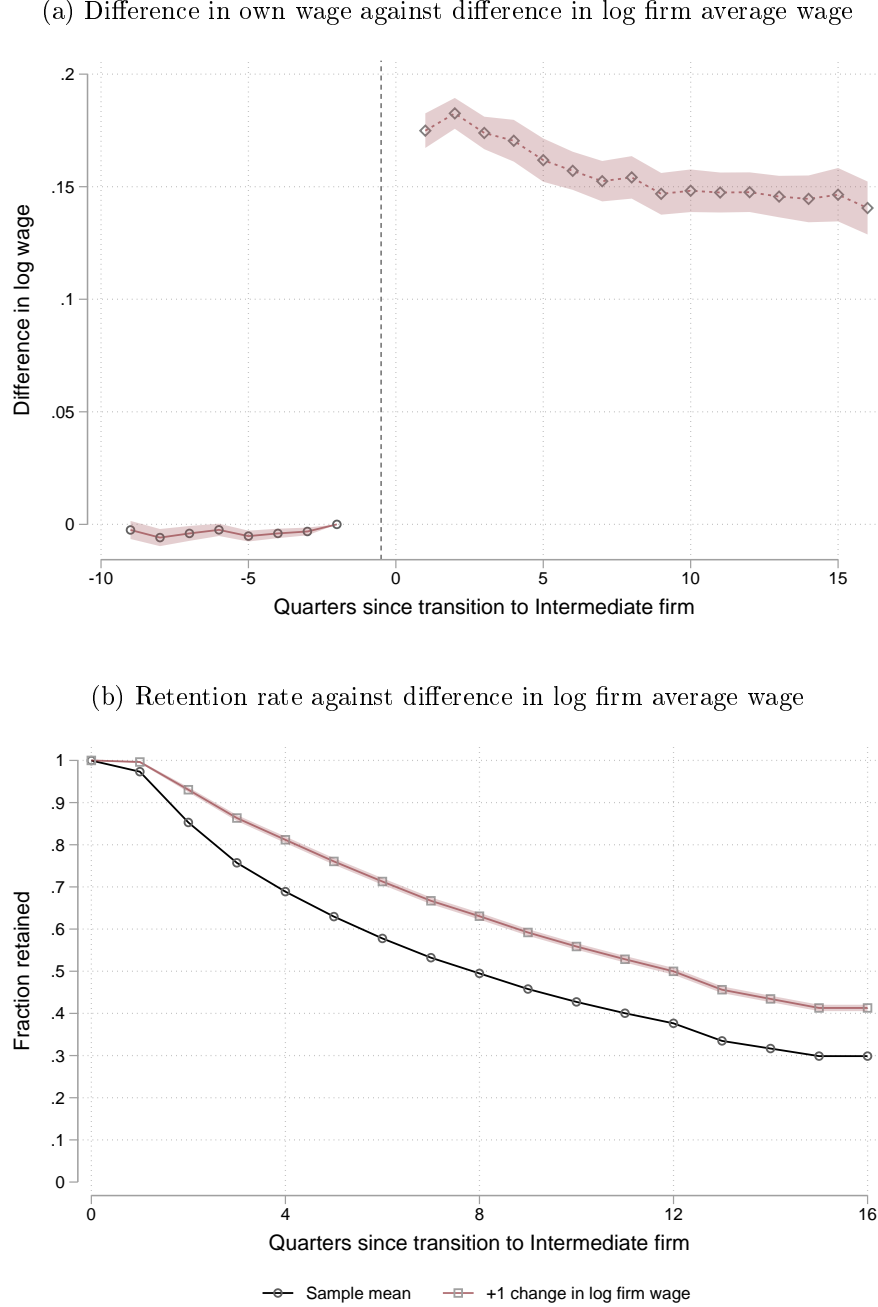 (a) Difference in own wage against difference in log firm average wage
.2
.15
.1
.05
0
Difference in log wage
-10 -5 0 5 10 15
Quarters since transition to Intermediate firm
(b) Retention rate against difference in log firm average wage
1
.9
.8
.7
.6
.5
.4
.3
.2
.1
0
Fraction retained
0 4 8 12 16
Quarters since transition to Intermediate firm
Sample mean +1 change in log firm wage